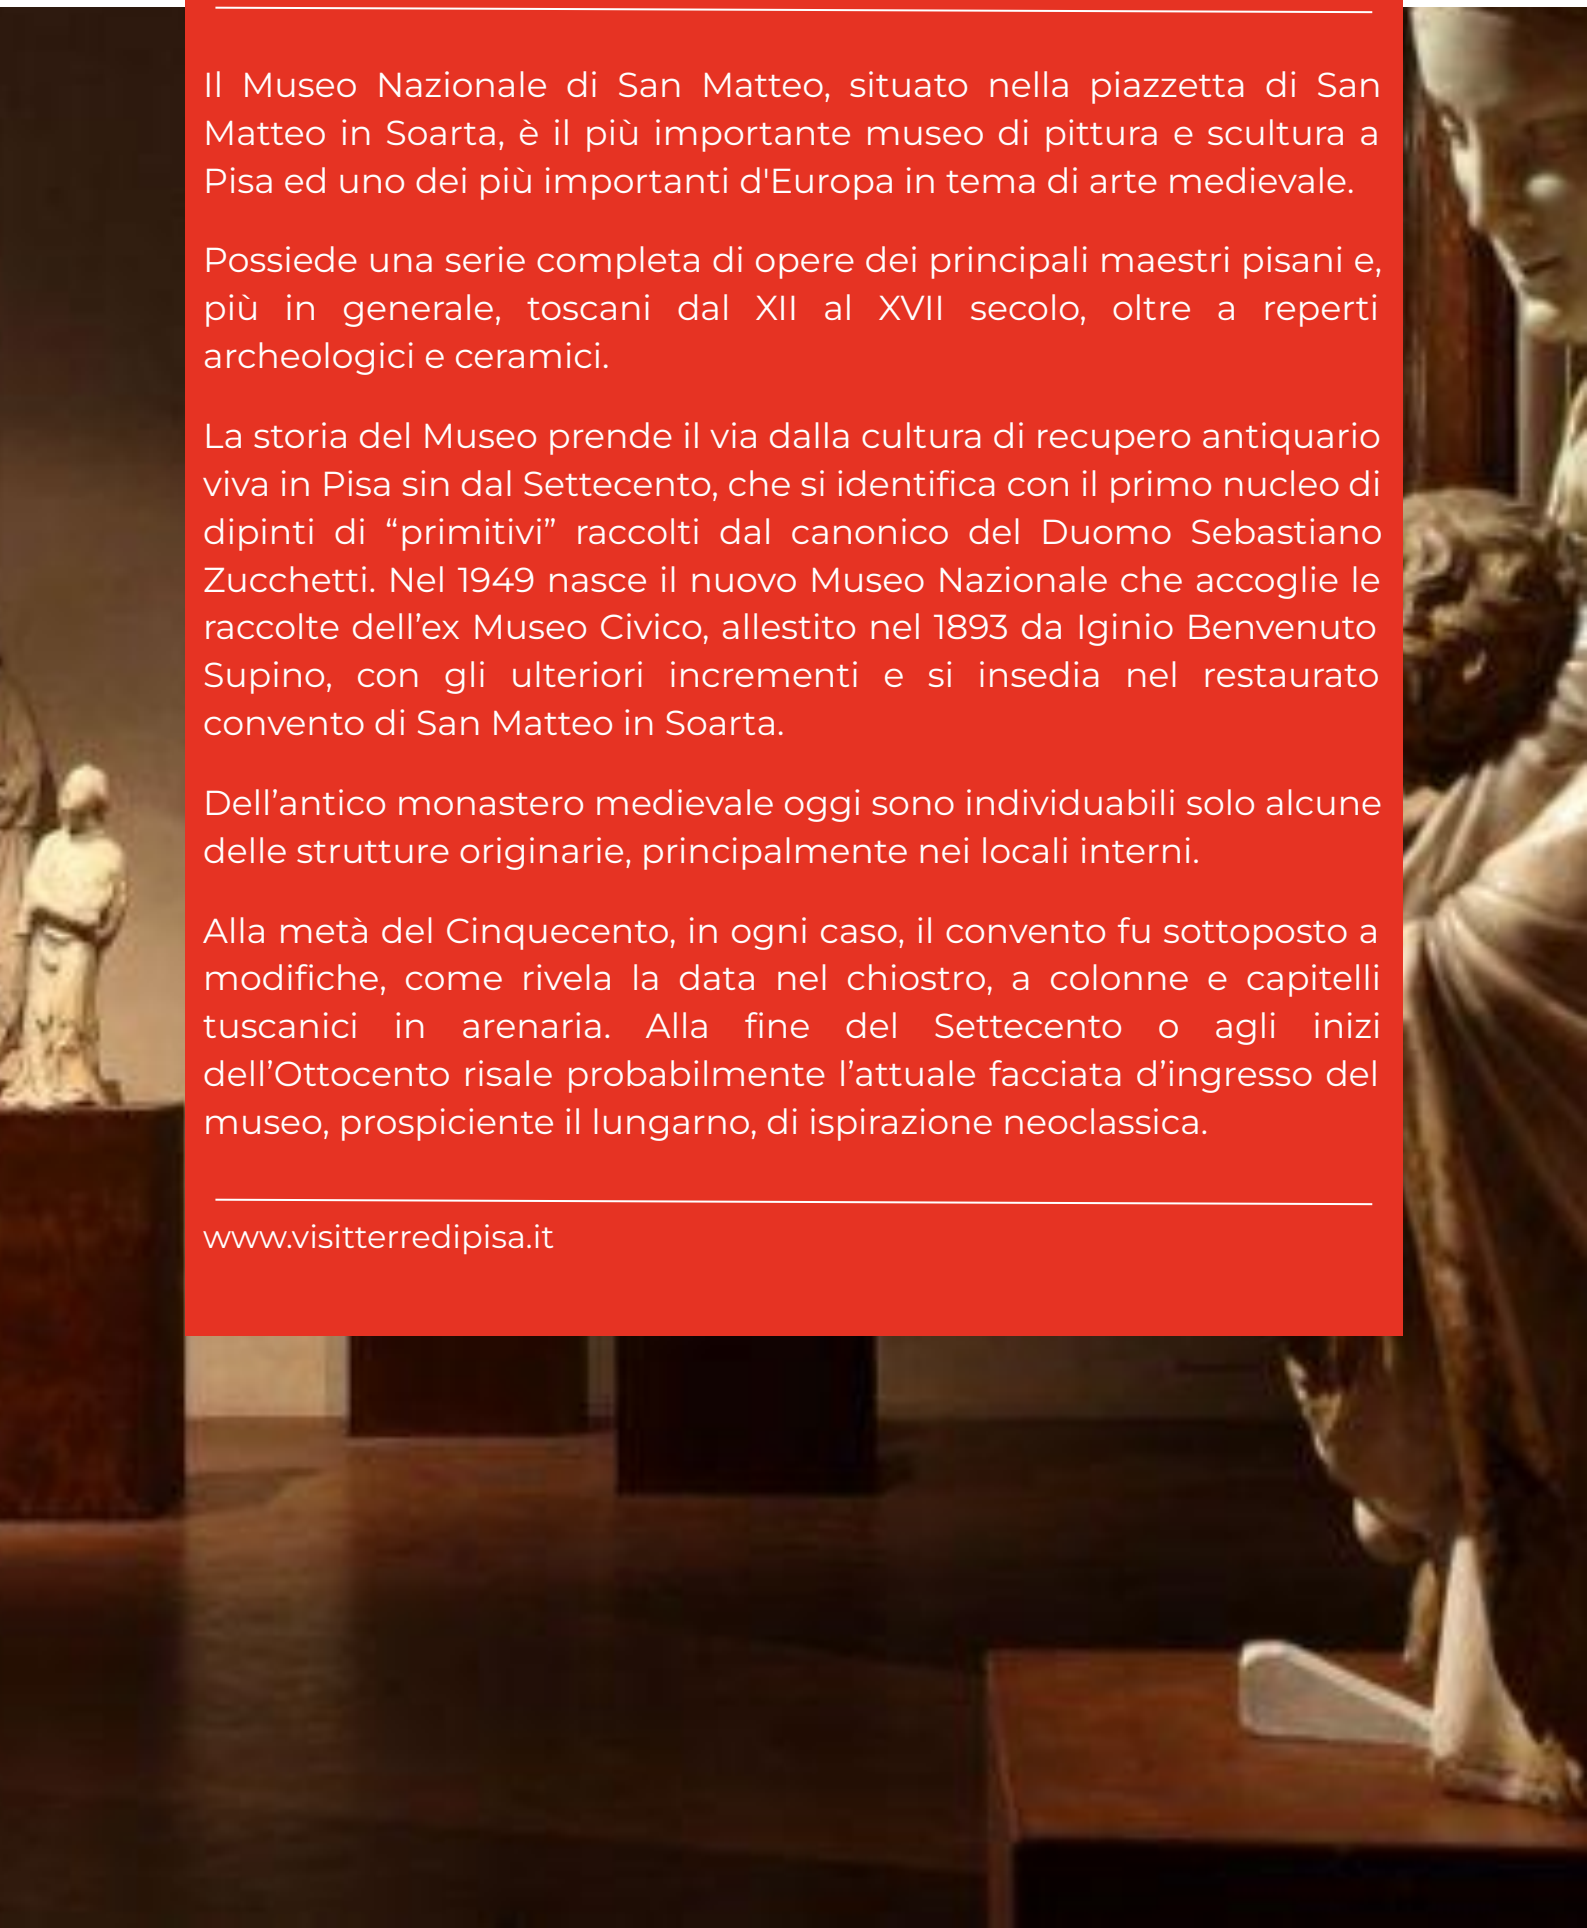 Il Museo Nazionale di San Matteo, situato nella piazzetta di San
Matteo in Soarta, è il più importante museo di pittura e scultura a
Pisa ed uno dei più importanti d'Europa in tema di arte medievale.
Possiede una serie completa di opere dei principali maestri pisani e,
più in generale, toscani dal XII al XVII secolo, oltre a reperti
archeologici e ceramici.
La storia del Museo prende il via dalla cultura di recupero antiquario
viva in Pisa sin dal Settecento, che si identifica con il primo nucleo di
dipinti di “primitivi” raccolti dal canonico del Duomo Sebastiano
Zucchetti. Nel 1949 nasce il nuovo Museo Nazionale che accoglie le
raccolte dell’ex Museo Civico, allestito nel 1893 da Iginio Benvenuto
Supino, con gli ulteriori incrementi e si insedia nel restaurato
convento di San Matteo in Soarta.
Dell’antico monastero medievale oggi sono individuabili solo alcune
delle strutture originarie, principalmente nei locali interni.
Alla metà del Cinquecento, in ogni caso, il convento fu sottoposto a
modifiche, come rivela la data nel chiostro, a colonne e capitelli
tuscanici in arenaria. Alla fine del Settecento o agli inizi
dell’Ottocento risale probabilmente l’attuale facciata d’ingresso del
museo, prospiciente il lungarno, di ispirazione neoclassica.
www.visitterredipisa.it